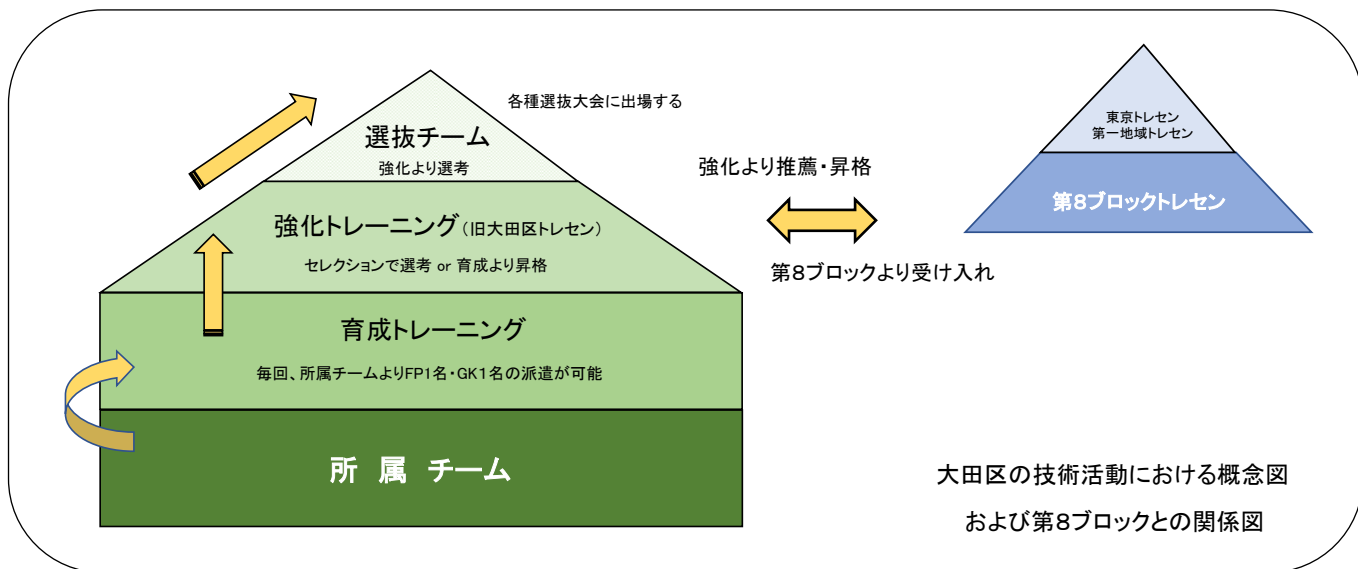 各種選抜大会に出場する
選抜チーム
強化より選考
強化トレーニング(旧大田区トレセン)
セレクションで選考 or 育成より昇格
育成トレーニング
毎回、所属チームよりFP1名・GK1名の派遣が可能
所 属 チーム
強化より推薦・昇格
第8ブロックより受け入れ
東京トレセン
第一地域トレセン
第8ブロックトレセン
大田区の技術活動における概念図
および第8ブロックとの関係図